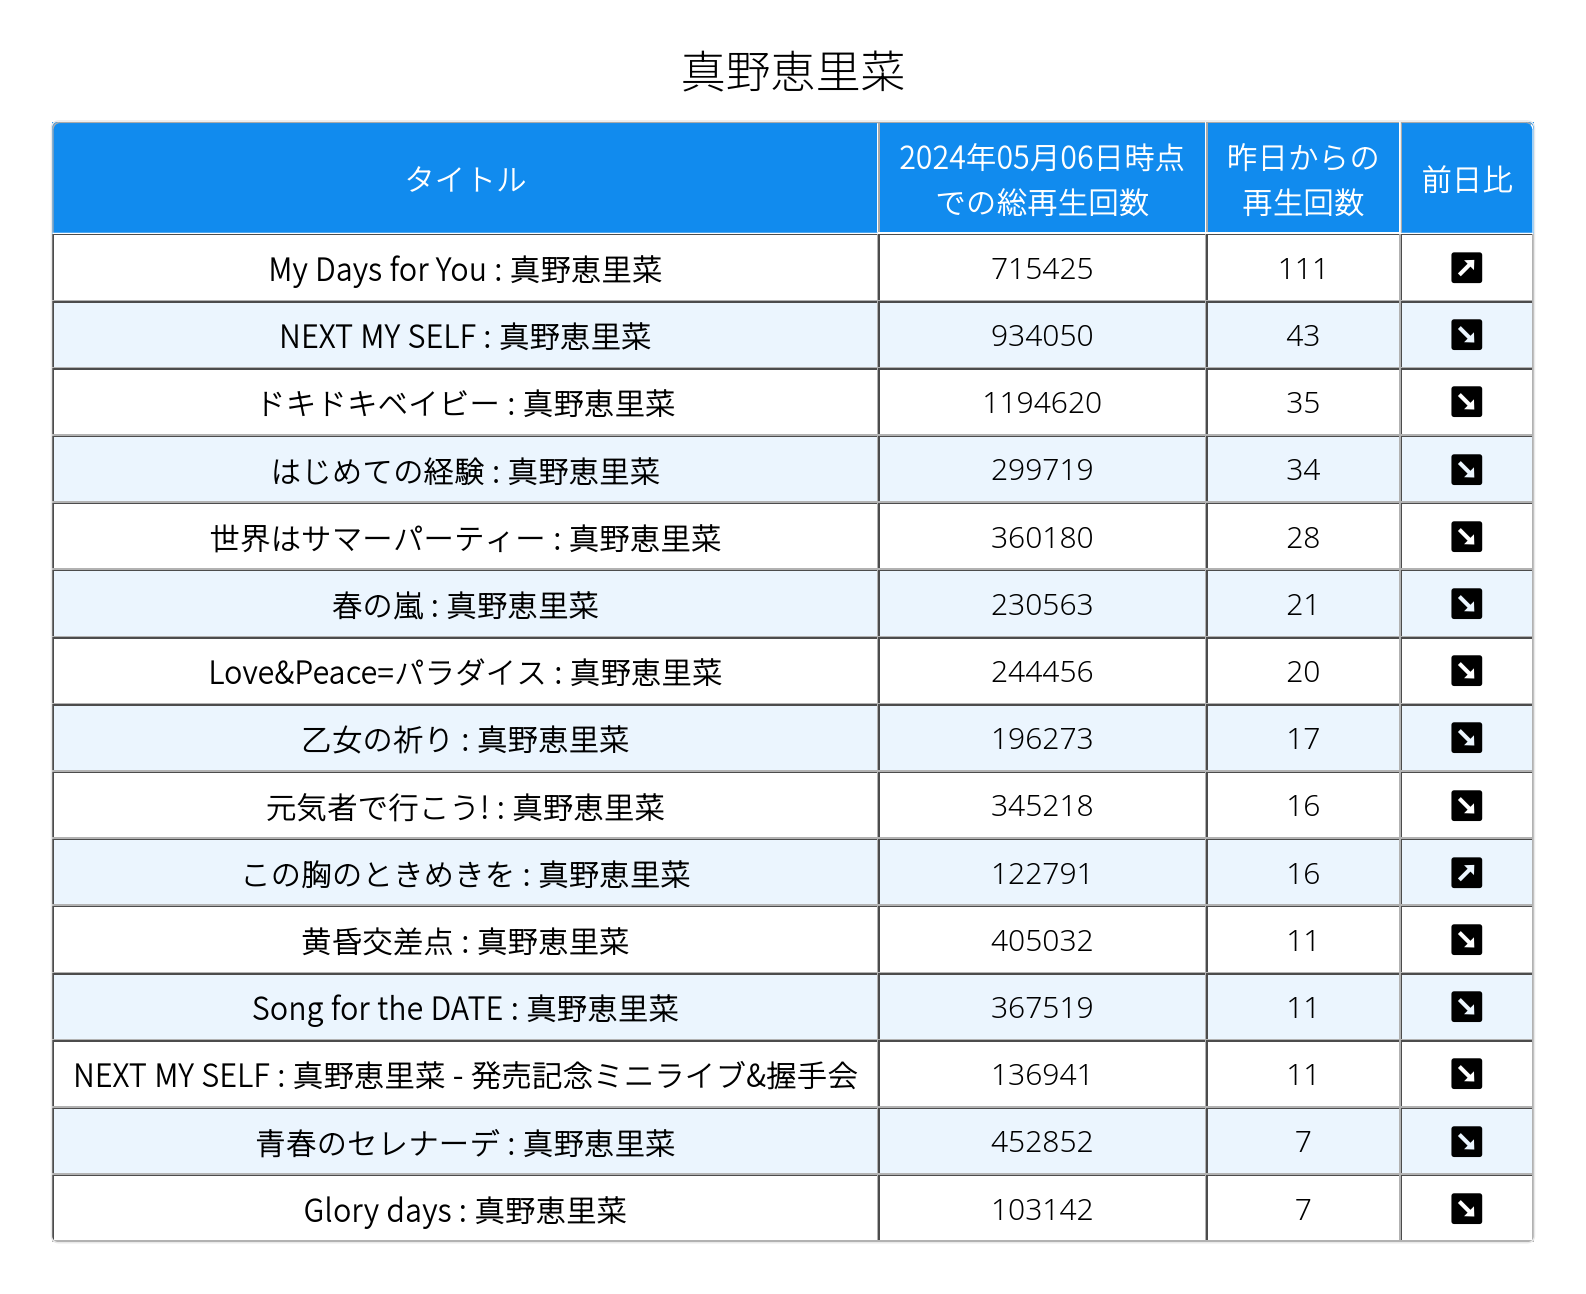 真野恵里菜
タイトル 2024年05月06日時点での総再生回数 昨日からの再生回数 前日比
My Days for You : 真野恵里菜 715425 111 ↗
NEXT MY SELF : 真野恵里菜 934050 43 ↘
ドキドキベイビー : 真野恵里菜 1194620 35 ↘
はじめての経験 : 真野恵里菜 299719 34 ↘
世界はサマーパーティー : 真野恵里菜 360180 28 ↘
春の嵐 : 真野恵里菜 230563 21 ↘
Love&Peace=パラダイス : 真野恵里菜 244456 20 ↘
乙女の祈り : 真野恵里菜 196273 17 ↘
元気者で行こう! : 真野恵里菜 345218 16 ↘
この胸のときめきを : 真野恵里菜 122791 16 ↗
黄昏交差点 : 真野恵里菜 405032 11 ↘
Song for the DATE : 真野恵里菜 367519 11 ↘
NEXT MY SELF : 真野恵里菜 - 発売記念ミニライブ&握手会 136941 11 ↘
青春のセレナーデ : 真野恵里菜 452852 7 ↘
Glory days : 真野恵里菜 103142 7 ↘